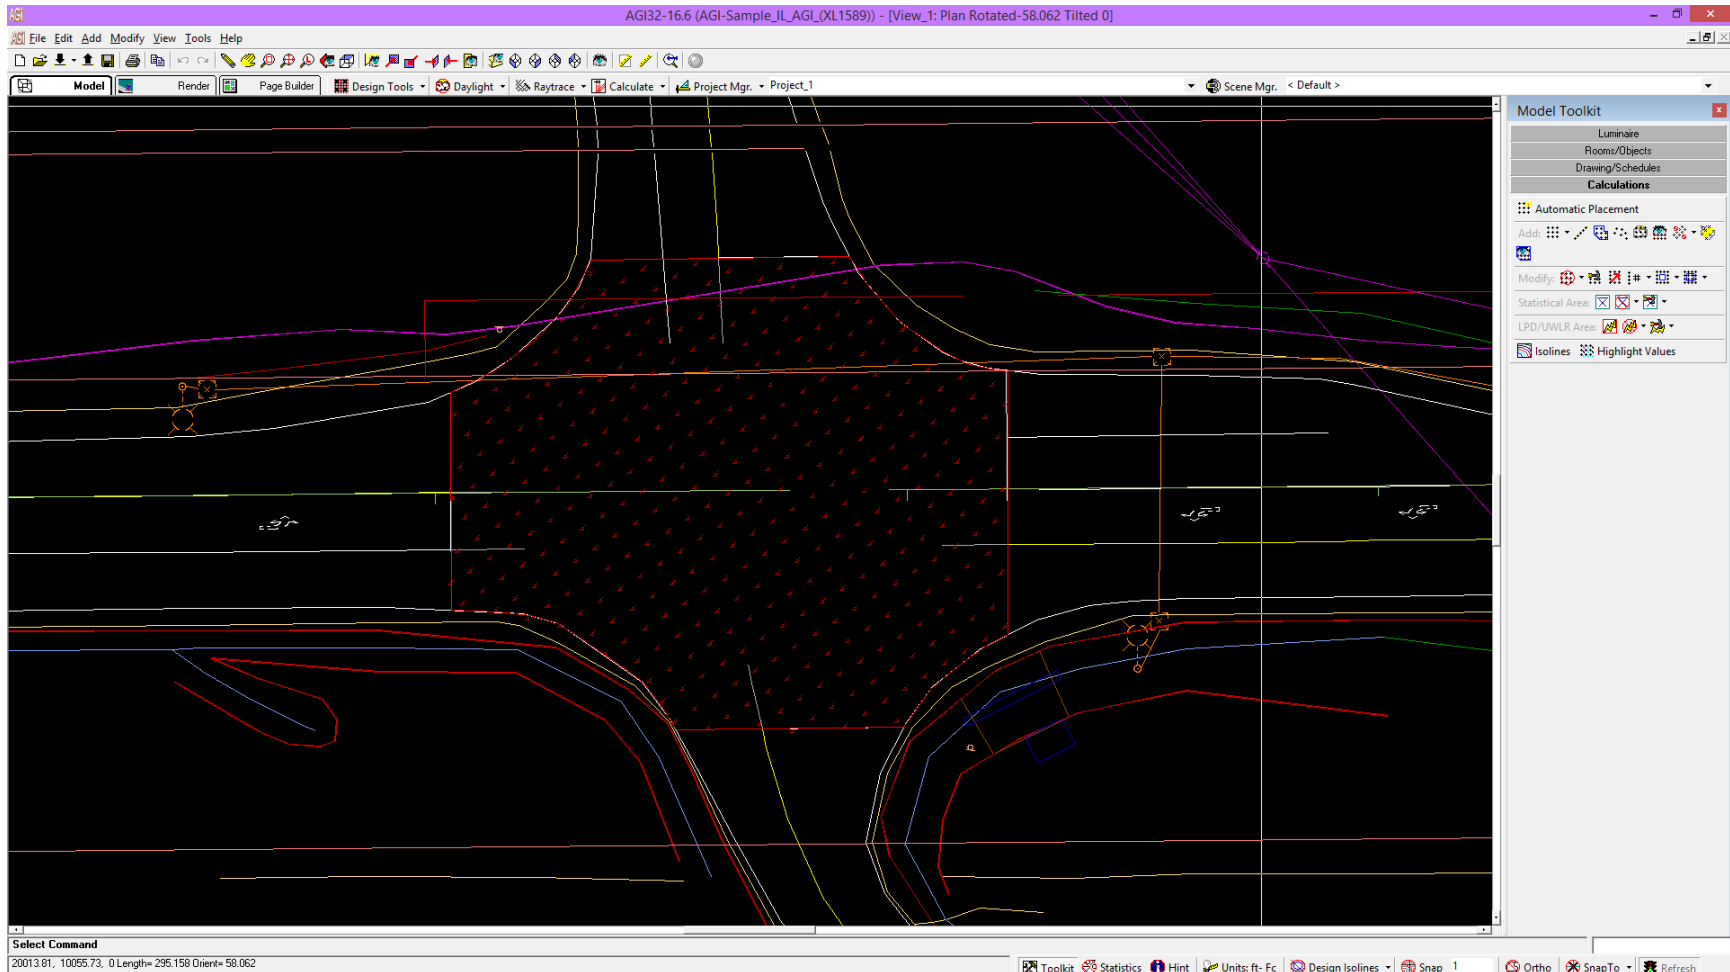 AGI32-16.6 (AGI-Sample_IL_AGI_(XL1589)) - [View_1: Plan Rotated-58.062 Tilted 0]
File Edit Add Modify View Tools Help
Model Render Page Builder Design Tools Daylight Raytrace Calculate Project Mgr. Project_1 Scene Mgr. < Default >
Model Toolkit
Luminaire
Rooms/Objects
Drawing/Schedules
Calculations
Automatic Placement
Add:
Modify:
Statistical Area:
LPD/UWLR Area:
Isolines Highlight Values
Select Command
20013.81, 10055.73, 0 Length= 295.158 Orient= 58.062
Toolkit Statistics Hint Units: ft- Fc Design Isolines Snap 1 Ortho SnapTo Refresh